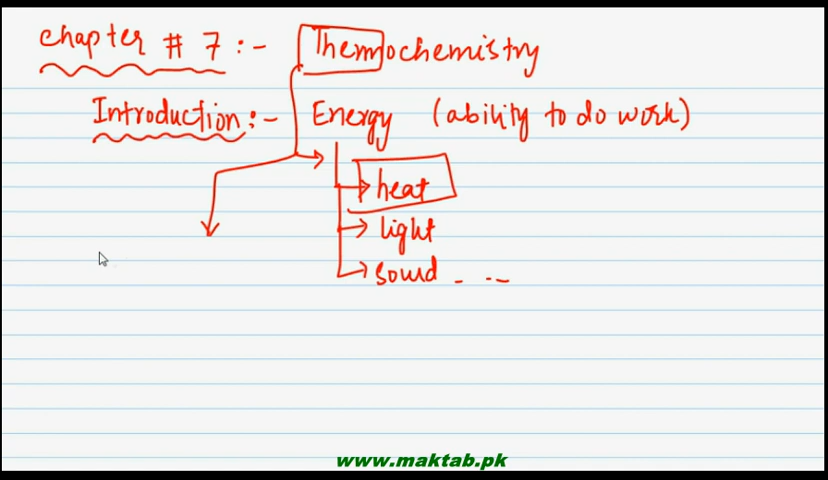 Chapter # 7 :- Thermochemistry
Introduction :- Energy (ability to do work)
heat
light
sound - - --
www.maktab.pk